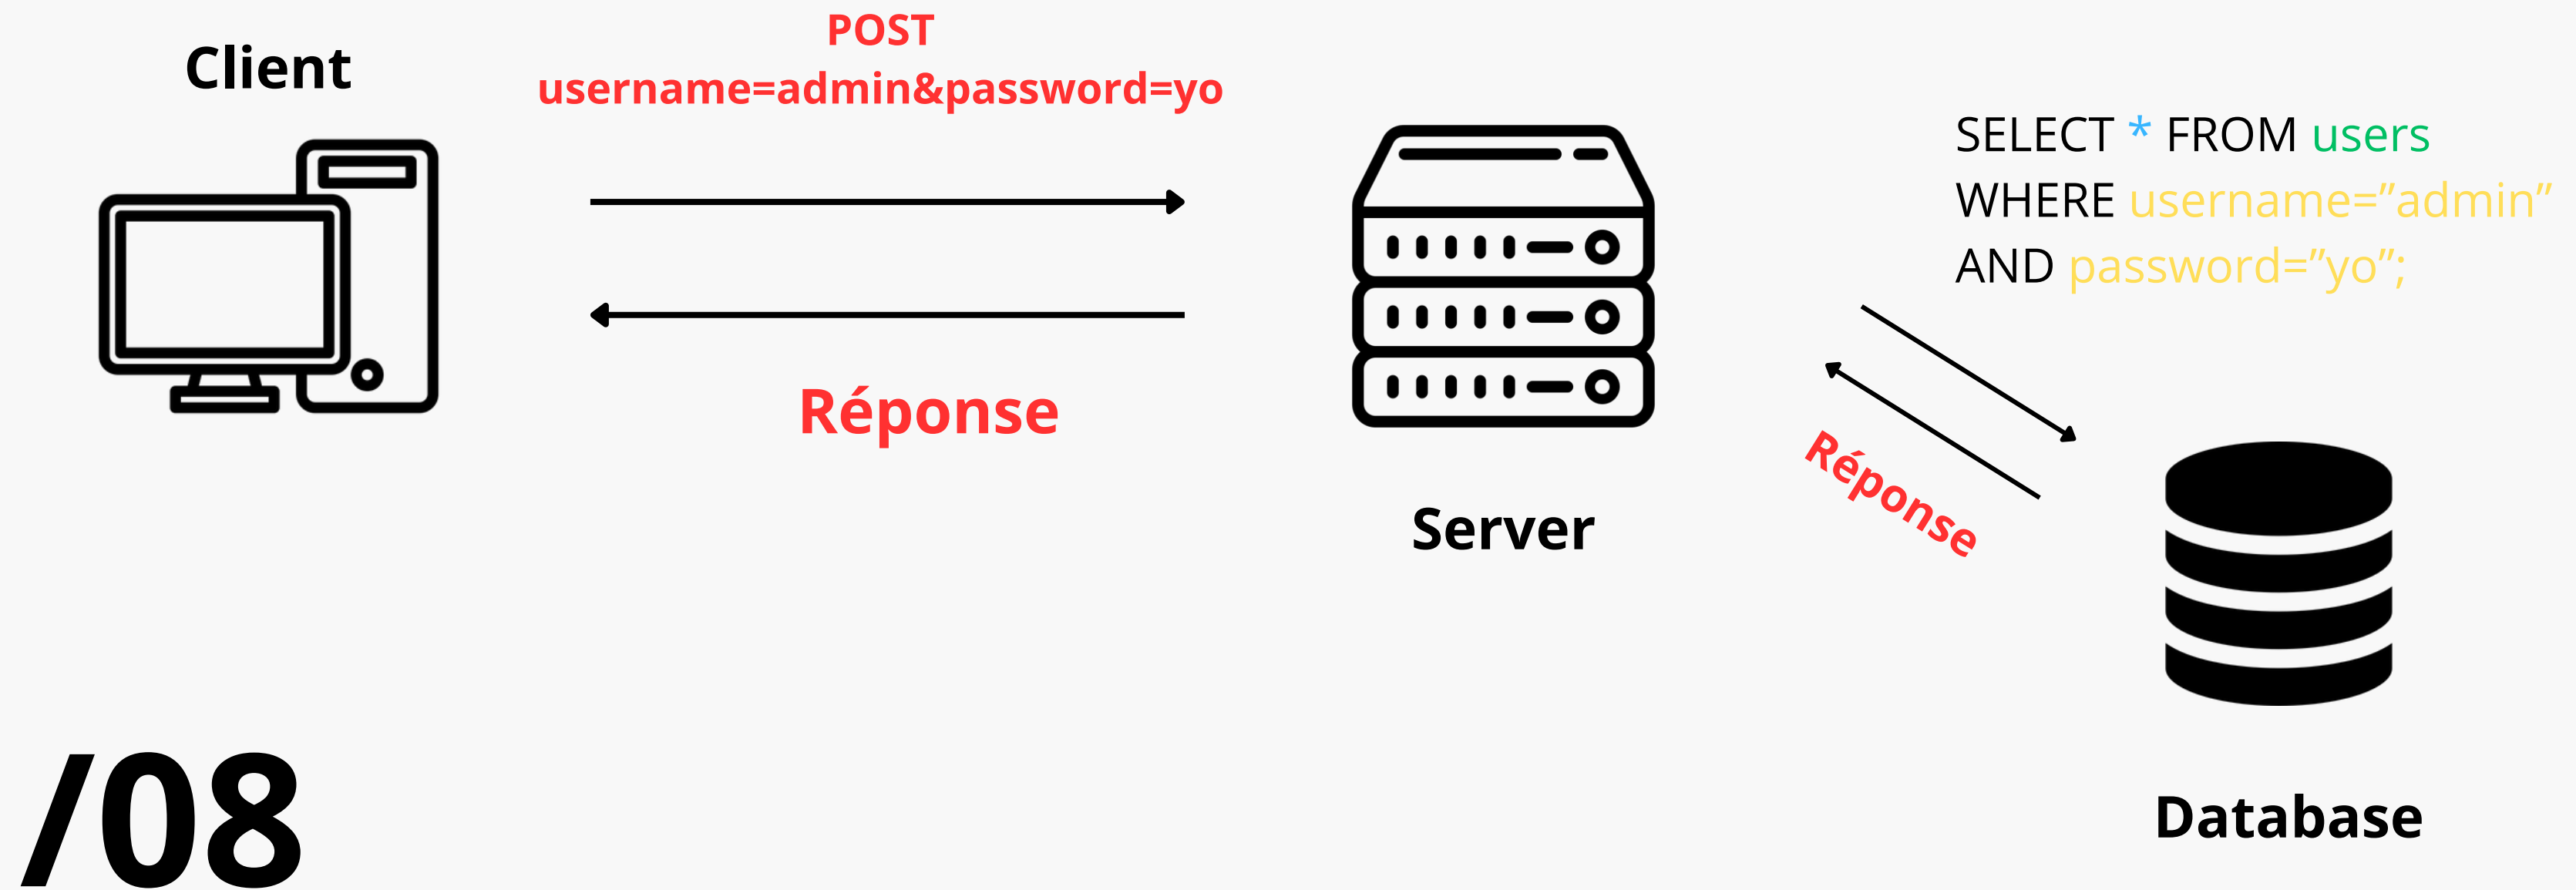 Client
POST
username=admin&password=yo
SELECT * FROM users
WHERE username=”admin”
AND password=”yo”;
Réponse
Réponse
Server
Database
/08